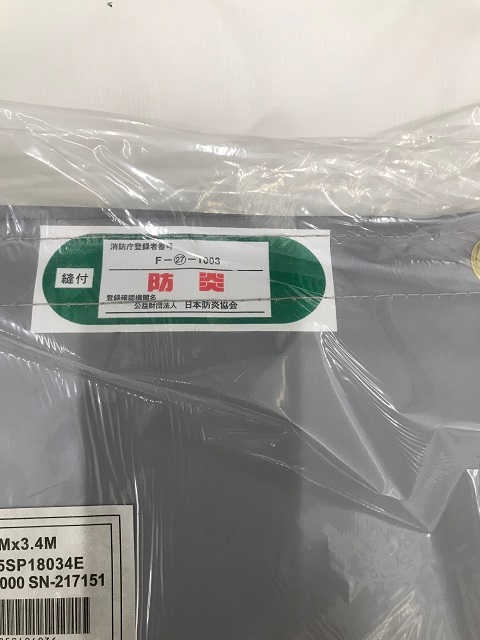 消防庁登録者番号
F-㉗-1003
縫付
防炎
登録確認機関名
公益財団法人 日本防炎協会
Mx3.4M
5SP18034E
000 SN-217151